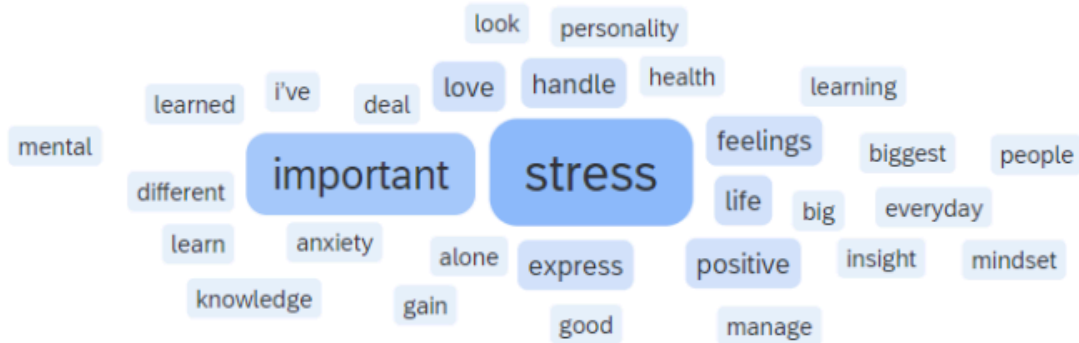 look personality
learned i've deal love handle health learning
mental important stress feelings biggest people
different life big everyday
learn anxiety alone express positive insight mindset
knowledge gain good manage